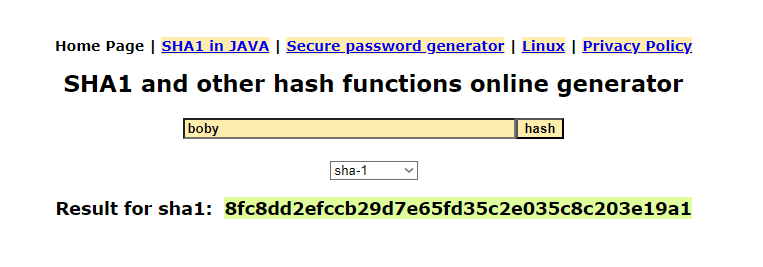 Home Page | SHA1 in JAVA | Secure password generator | Linux | Privacy Policy
SHA1 and other hash functions online generator
boby hash
sha-1
Result for sha1: 8fc8dd2efccb29d7e65fd35c2e035c8c203e19a1